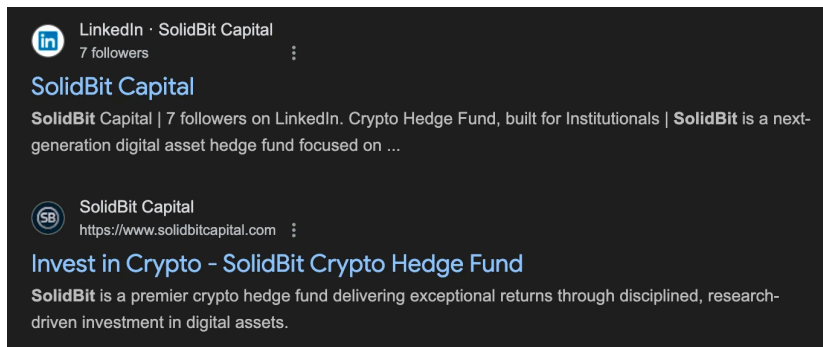 in
LinkedIn · SolidBit Capital
7 followers
SolidBit Capital
SolidBit Capital | 7 followers on LinkedIn. Crypto Hedge Fund, built for Institutionals | SolidBit is a next-
generation digital asset hedge fund focused on ...
SB
SolidBit Capital
https://www.solidbitcapital.com
Invest in Crypto - SolidBit Crypto Hedge Fund
SolidBit is a premier crypto hedge fund delivering exceptional returns through disciplined, research-
driven investment in digital assets.